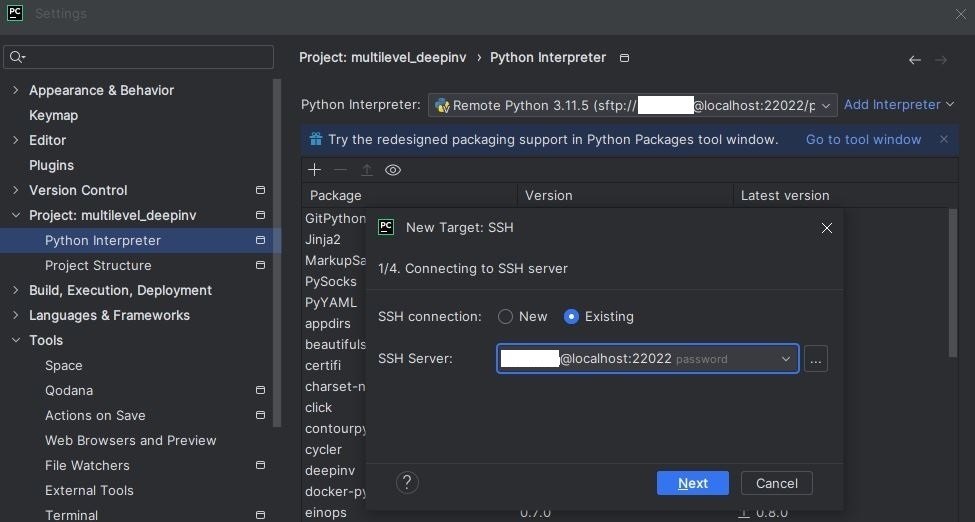 PC Settings
Project: multilevel_deepinv › Python Interpreter
Appearance & Behavior
Keymap
Editor
Plugins
Version Control
Project: multilevel_deepinv
Python Interpreter
Project Structure
Build, Execution, Deployment
Languages & Frameworks
Tools
Space
Qodana
Actions on Save
Web Browsers and Preview
File Watchers
External Tools
Terminal
Python Interpreter: Remote Python 3.11.5 (sftp:// @localhost:22022/p Add Interpreter
Try the redesigned packaging support in Python Packages tool window. Go to tool window
Package Version Latest version
GitPython
Jinja2
MarkupSa
PySocks
PyYAML
appdirs
beautifuls
certifi
charset-n
click
contourpy
cycler
deepinv
docker-py
einops 0.7.0 0.8.0
PC New Target: SSH
1/4. Connecting to SSH server
SSH connection: New Existing
SSH Server: @localhost:22022 password ...
? Next Cancel